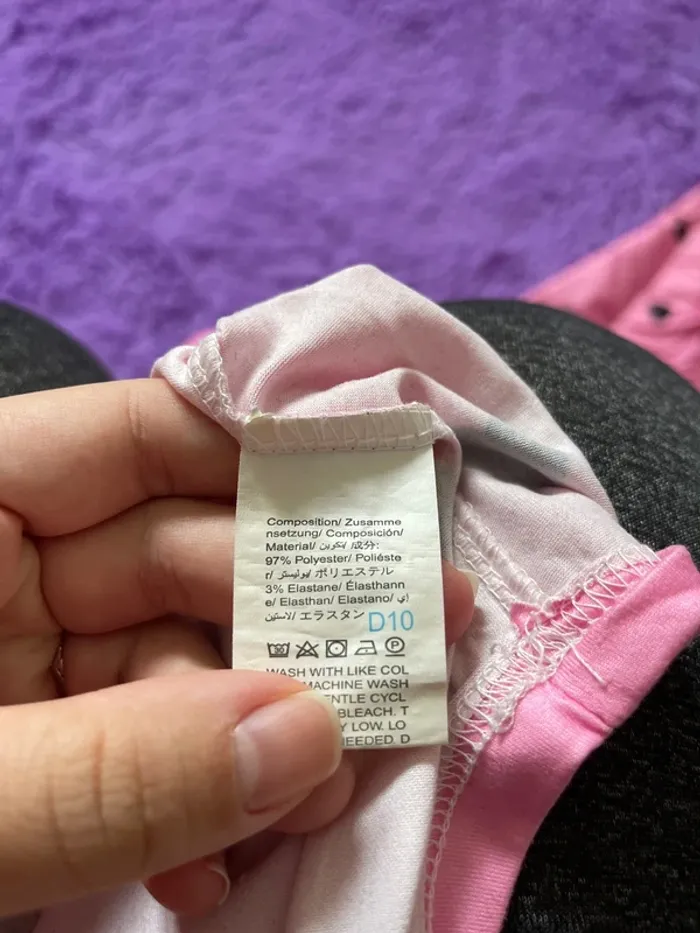 Composition/ Zusamme
nsetzung/ Composición/
Material/ تكوين/ 成分:
97% Polyester/ Poliéste
r/ بوليستر/ ポリエステル
3% Elastane/ Élasthann
e/ Elasthan/ Elastano/ إي
لاستين/ エラスタン D10
WASH WITH LIKE COL
MACHINE WASH
ENTLE CYCL
BLEACH. T
Y LOW. LO
EEDED. D